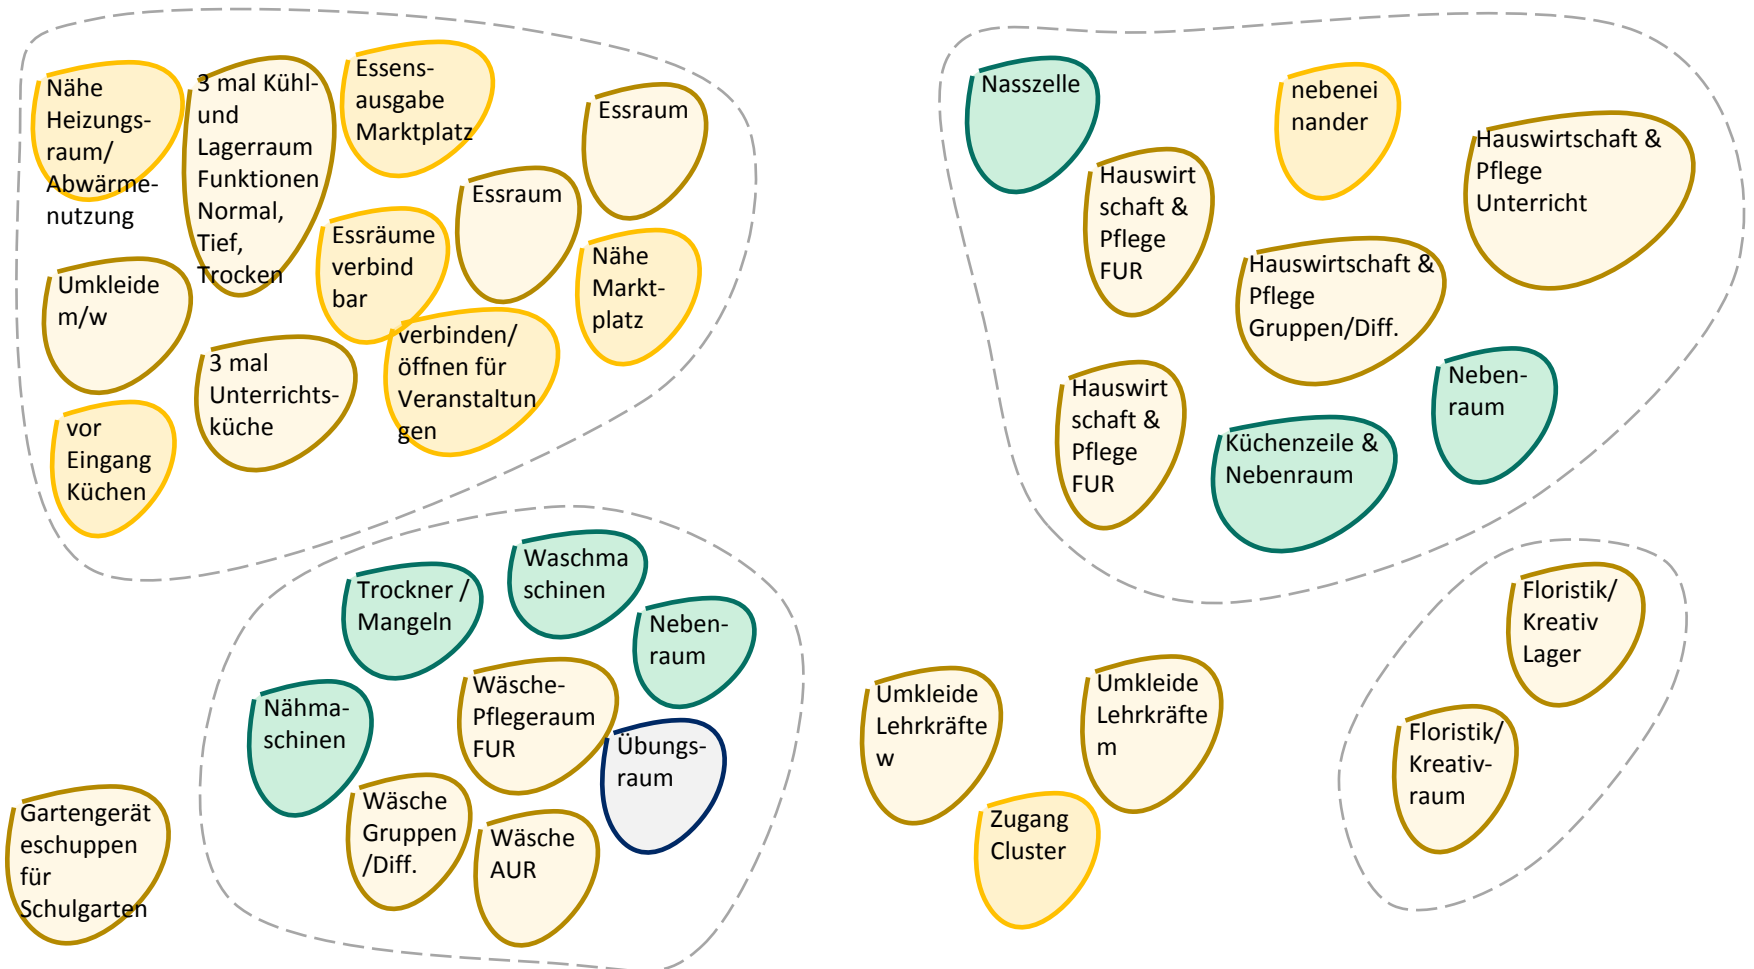 Nähe
Heizungs-
raum/
Abwärme-
nutzung
3 mal Kühl-
und
Lagerraum
Funktionen
Normal,
Tief,
Trocken
Essens-
ausgabe
Marktplatz
Essraum
Essraum
Essräume
verbind
bar
Nähe
Markt-
platz
Umkleide
m/w
3 mal
Unterrichts-
küche
verbinden/
öffnen für
Veranstaltun
gen
vor
Eingang
Küchen
Nasszelle
nebenei
nander
Hauswirtschaft &
Pflege
Unterricht
Hauswirt
schaft &
Pflege
FUR
Hauswirtschaft &
Pflege
Gruppen/Diff.
Hauswirt
schaft &
Pflege
FUR
Küchenzeile &
Nebenraum
Neben-
raum
Trockner /
Mangeln
Waschma
schinen
Neben-
raum
Nähma-
schinen
Wäsche-
Pflegeraum
FUR
Übungs-
raum
Wäsche
Gruppen
/Diff.
Wäsche
AUR
Gartengerät
eschuppen
für
Schulgarten
Umkleide
Lehrkräfte
w
Umkleide
Lehrkräfte
m
Zugang
Cluster
Floristik/
Kreativ
Lager
Floristik/
Kreativ-
raum